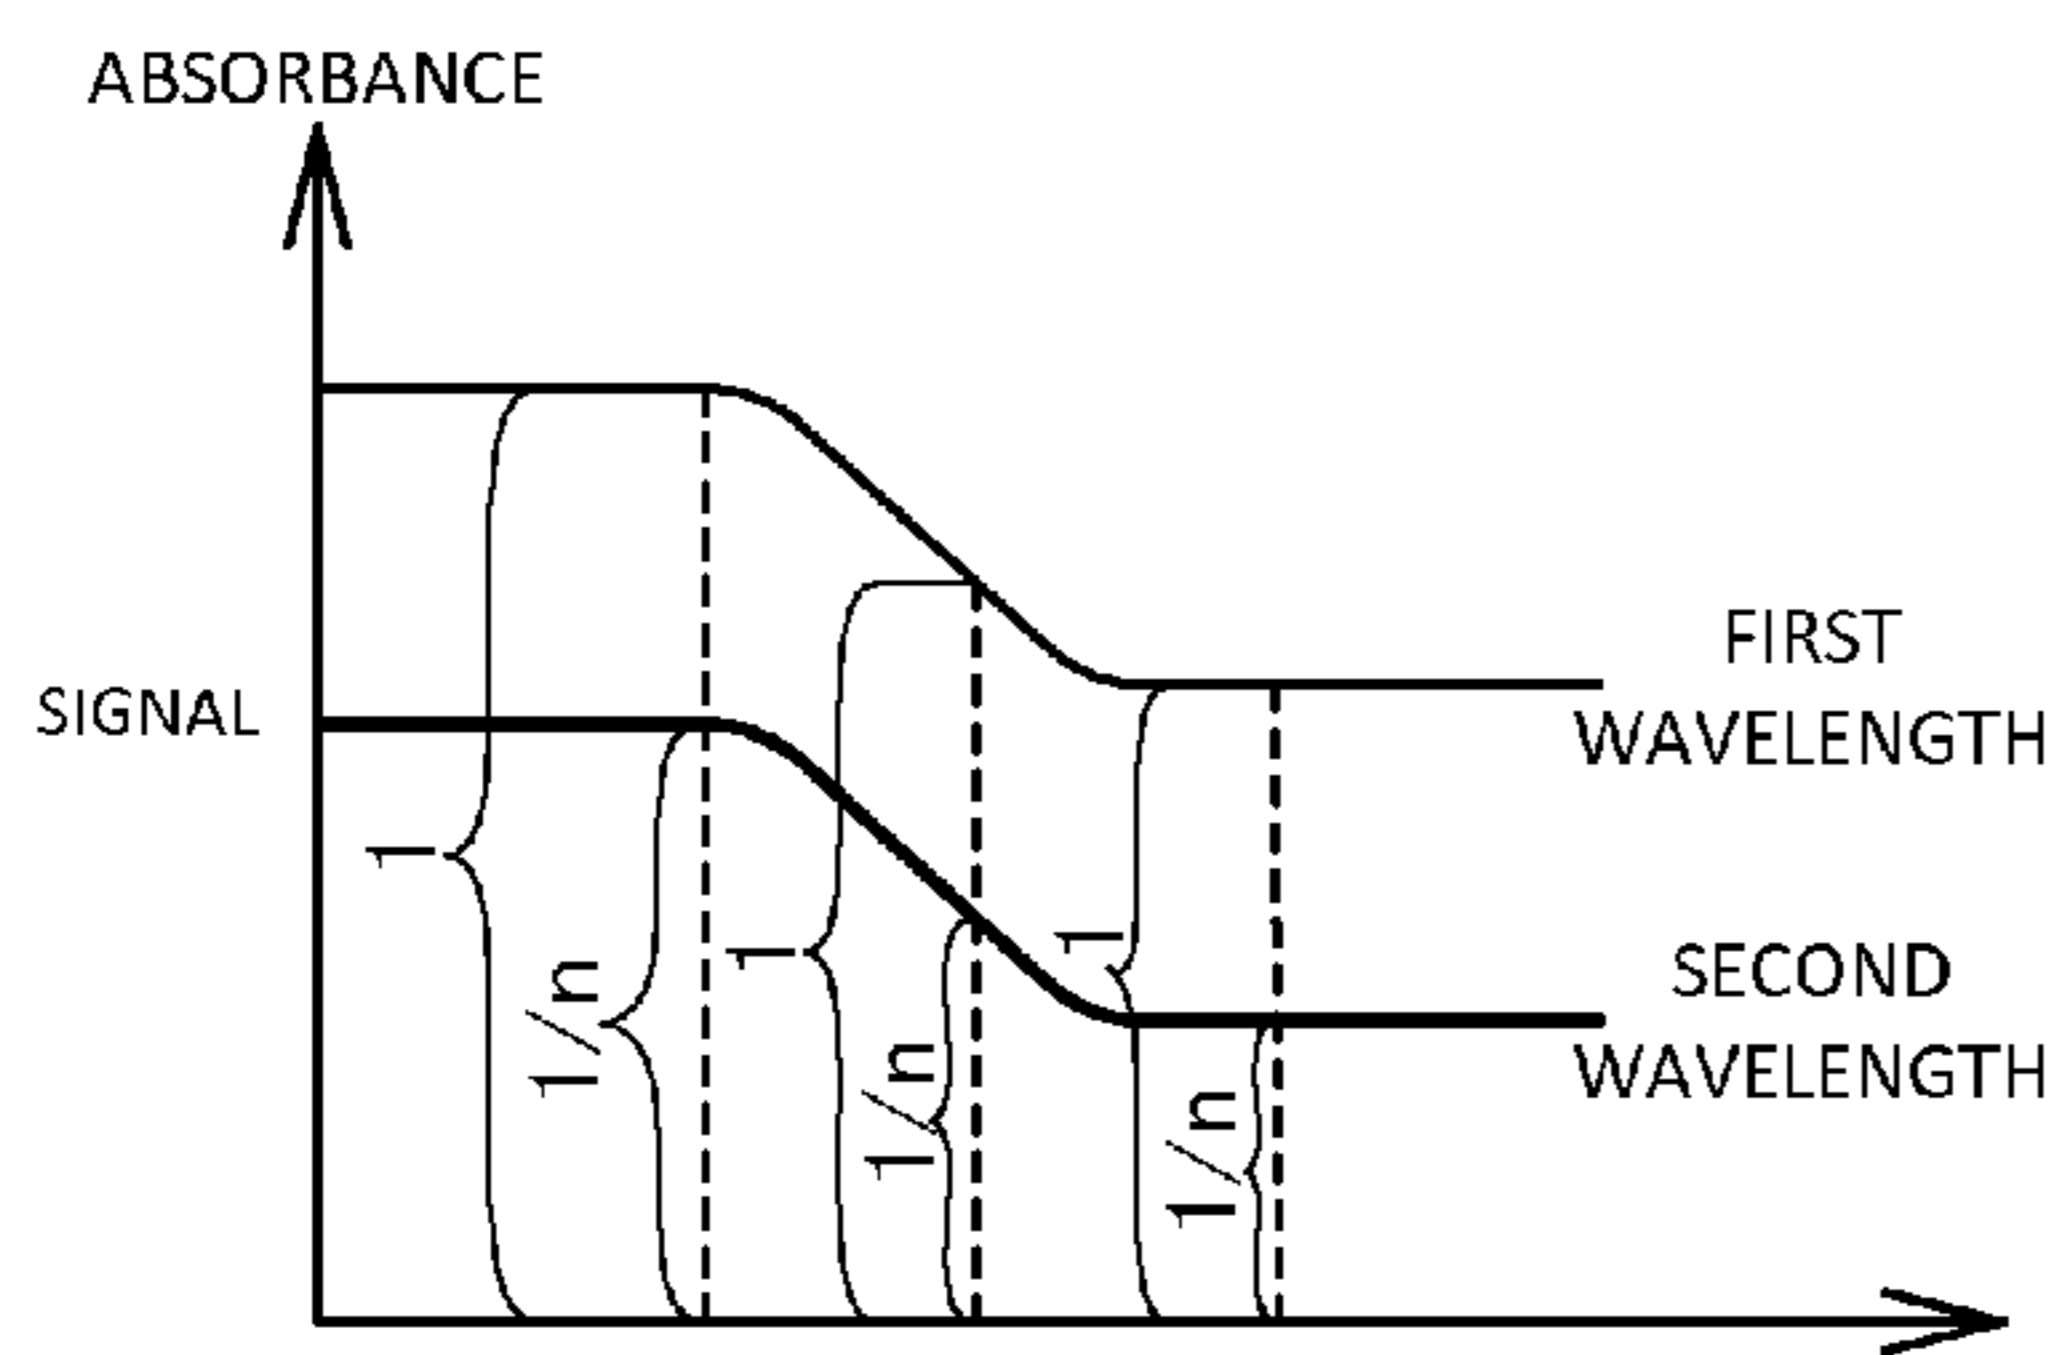 ABSORBANCE
SIGNAL
FIRST
WAVELENGTH
SECOND
WAVELENGTH
1
1/n
1
1/n
1
1/n